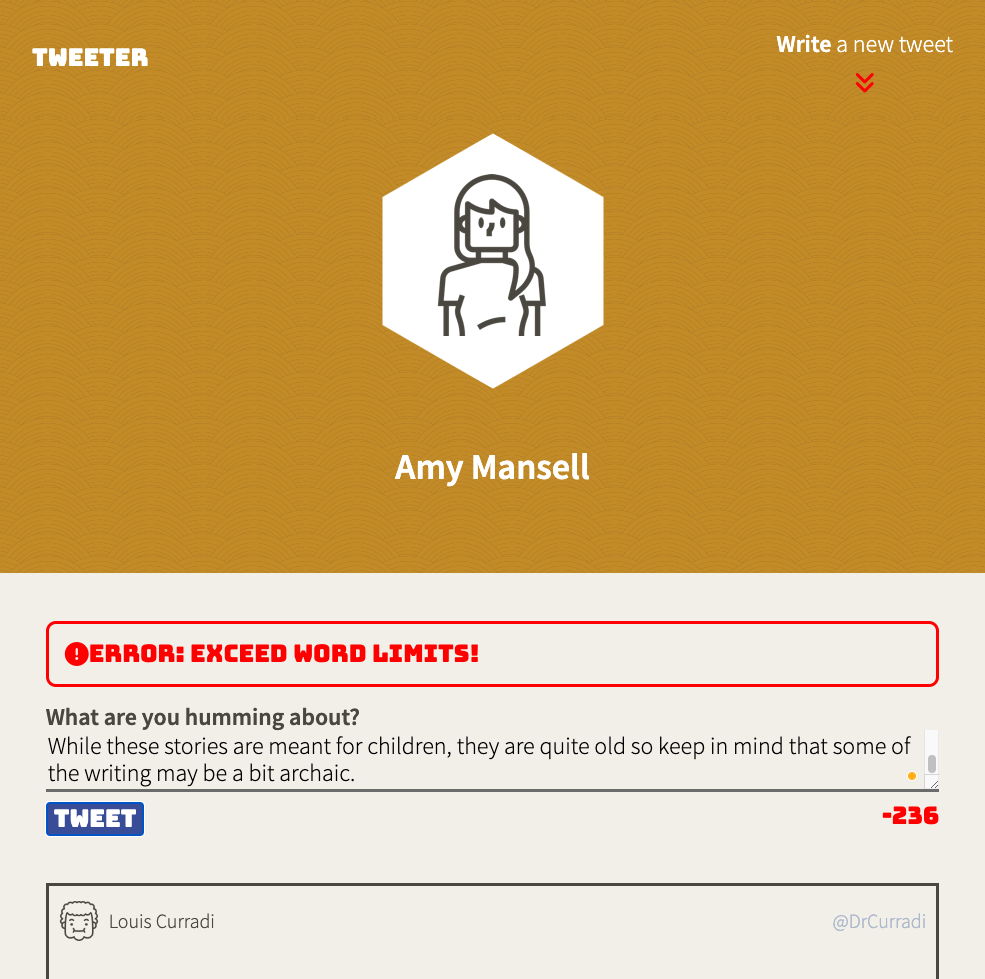 TWEETER
Write a new tweet
Amy Mansell
ERROR: EXCEED WORD LIMITS!
What are you humming about?
While these stories are meant for children, they are quite old so keep in mind that some of
the writing may be a bit archaic.
TWEET
-236
Louis Curradi
@DrCurradi